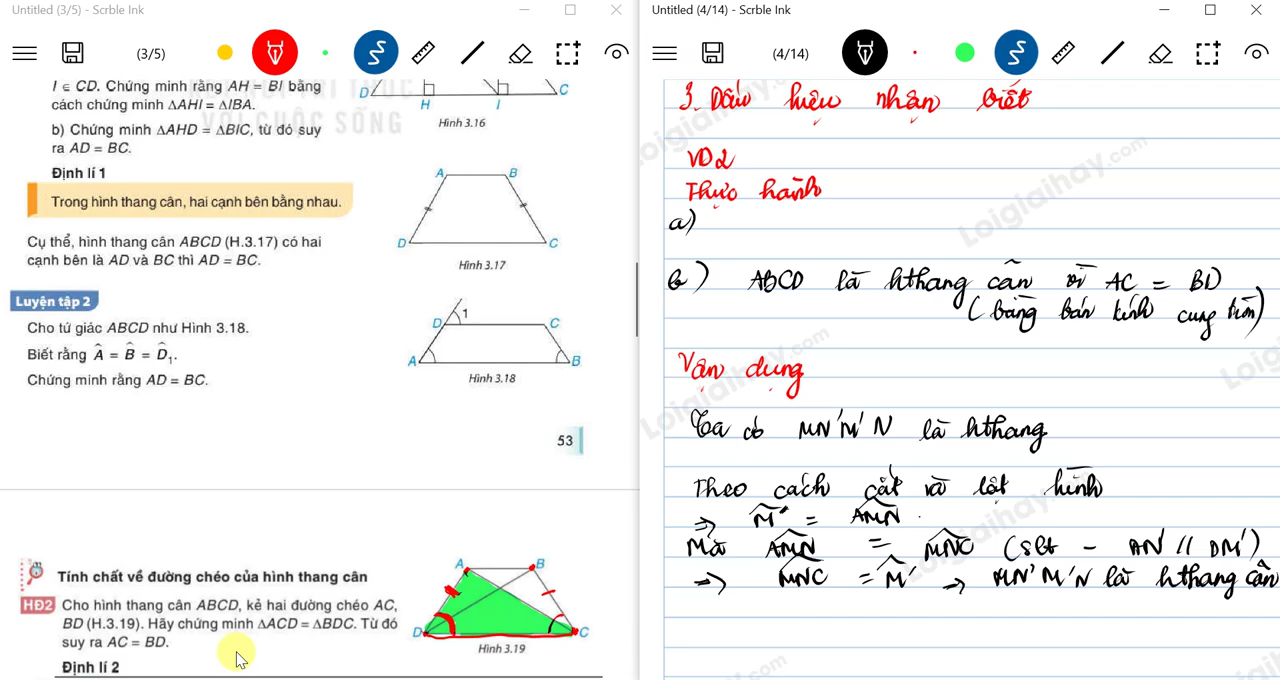 Untitled (3/5) - Scrble Ink
(3/5)
I ∈ CD. Chứng minh rằng AH = BI bằng
cách chứng minh ΔAHI = ΔIBA.
b) Chứng minh ΔAHD = ΔBIC, từ đó suy
ra AD = BC.
D H I C
Hình 3.16
VỚI CUỘC SỐNG
Định lí 1
Trong hình thang cân, hai cạnh bên bằng nhau.
Cụ thể, hình thang cân ABCD (H.3.17) có hai
cạnh bên là AD và BC thì AD = BC.
A B
D C
Hình 3.17
Luyện tập 2
Cho tứ giác ABCD như Hình 3.18.
Biết rằng Â = B̂ = D̂₁.
Chứng minh rằng AD = BC.
D 1 C
A B
Hình 3.18
53
Tính chất về đường chéo của hình thang cân
HĐ2 Cho hình thang cân ABCD, kẻ hai đường chéo AC,
BD (H.3.19). Hãy chứng minh ΔACD = ΔBDC. Từ đó
suy ra AC = BD.
A B
D C
Hình 3.19
Định lí 2
Untitled (4/14) - Scrble Ink
(4/14)
3. Dấu hiệu nhận biết
VD2
Thực hành
a)
b) ABCD là hthang cân vì AC = BD
(bằng bán kính cung tròn)
Vận dụng
Ta có MN'M'N là hthang
Theo cách cắt và lật hình
⇒ M̂' = AMN
Mà AMN = MNC (slt - AN // DM')
⇒ MNC = M̂' ⇒ MN'M'N là hthang cân
Loigiaihay.com